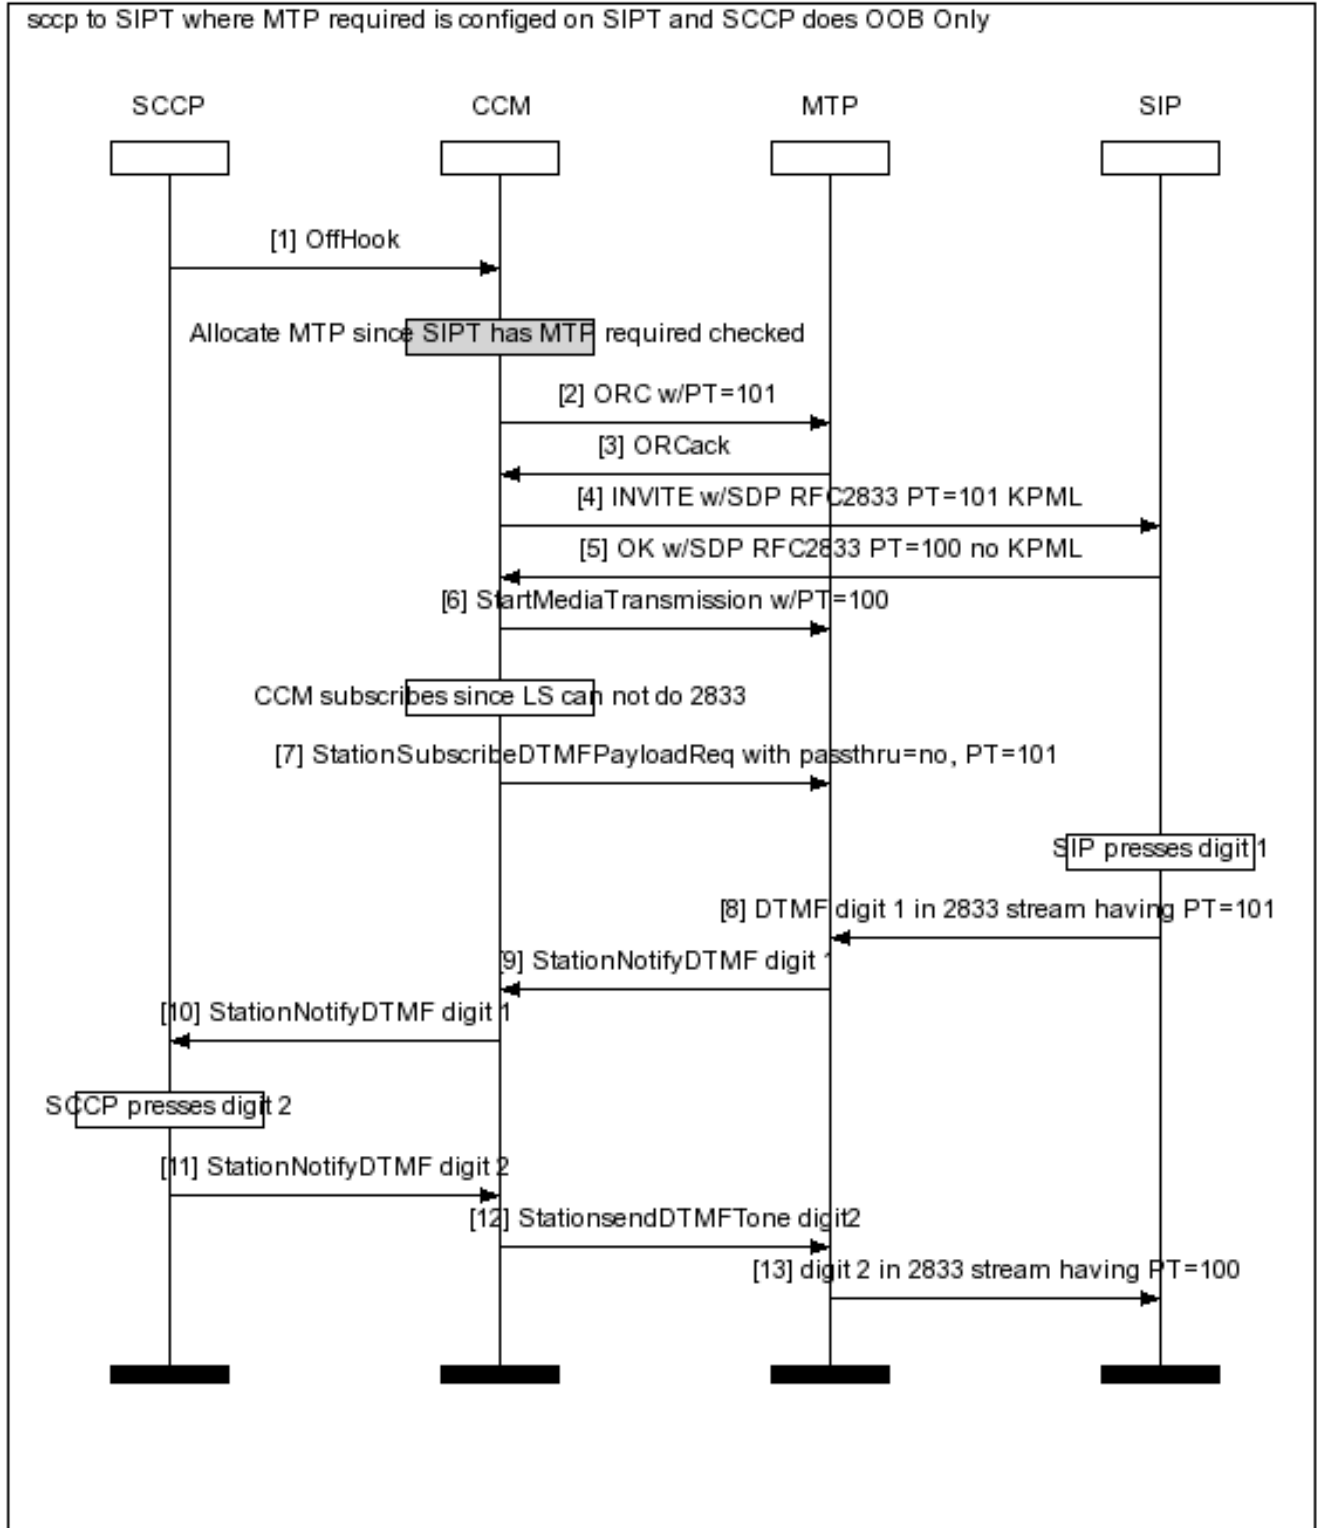 sccp to SIPT where MTP required is configed on SIPT and SCCP does OOB Only
SCCP
CCM
MTP
SIP
[1] OffHook
Allocate MTP since SIPT has MTP required checked
[2] ORC w/PT=101
[3] ORCack
[4] INVITE w/SDP RFC2833 PT=101 KPML
[5] OK w/SDP RFC2833 PT=100 no KPML
[6] StartMediaTransmission w/PT=100
CCM subscribes since LS can not do 2833
[7] StationSubscribeDTMFPayloadReq with passthru=no, PT=101
SIP presses digit 1
[8] DTMF digit 1 in 2833 stream having PT=101
[9] StationNotifyDTMF digit 1
[10] StationNotifyDTMF digit 1
SCCP presses digit 2
[11] StationNotifyDTMF digit 2
[12] StationsendDTMFTone digit2
[13] digit 2 in 2833 stream having PT=100